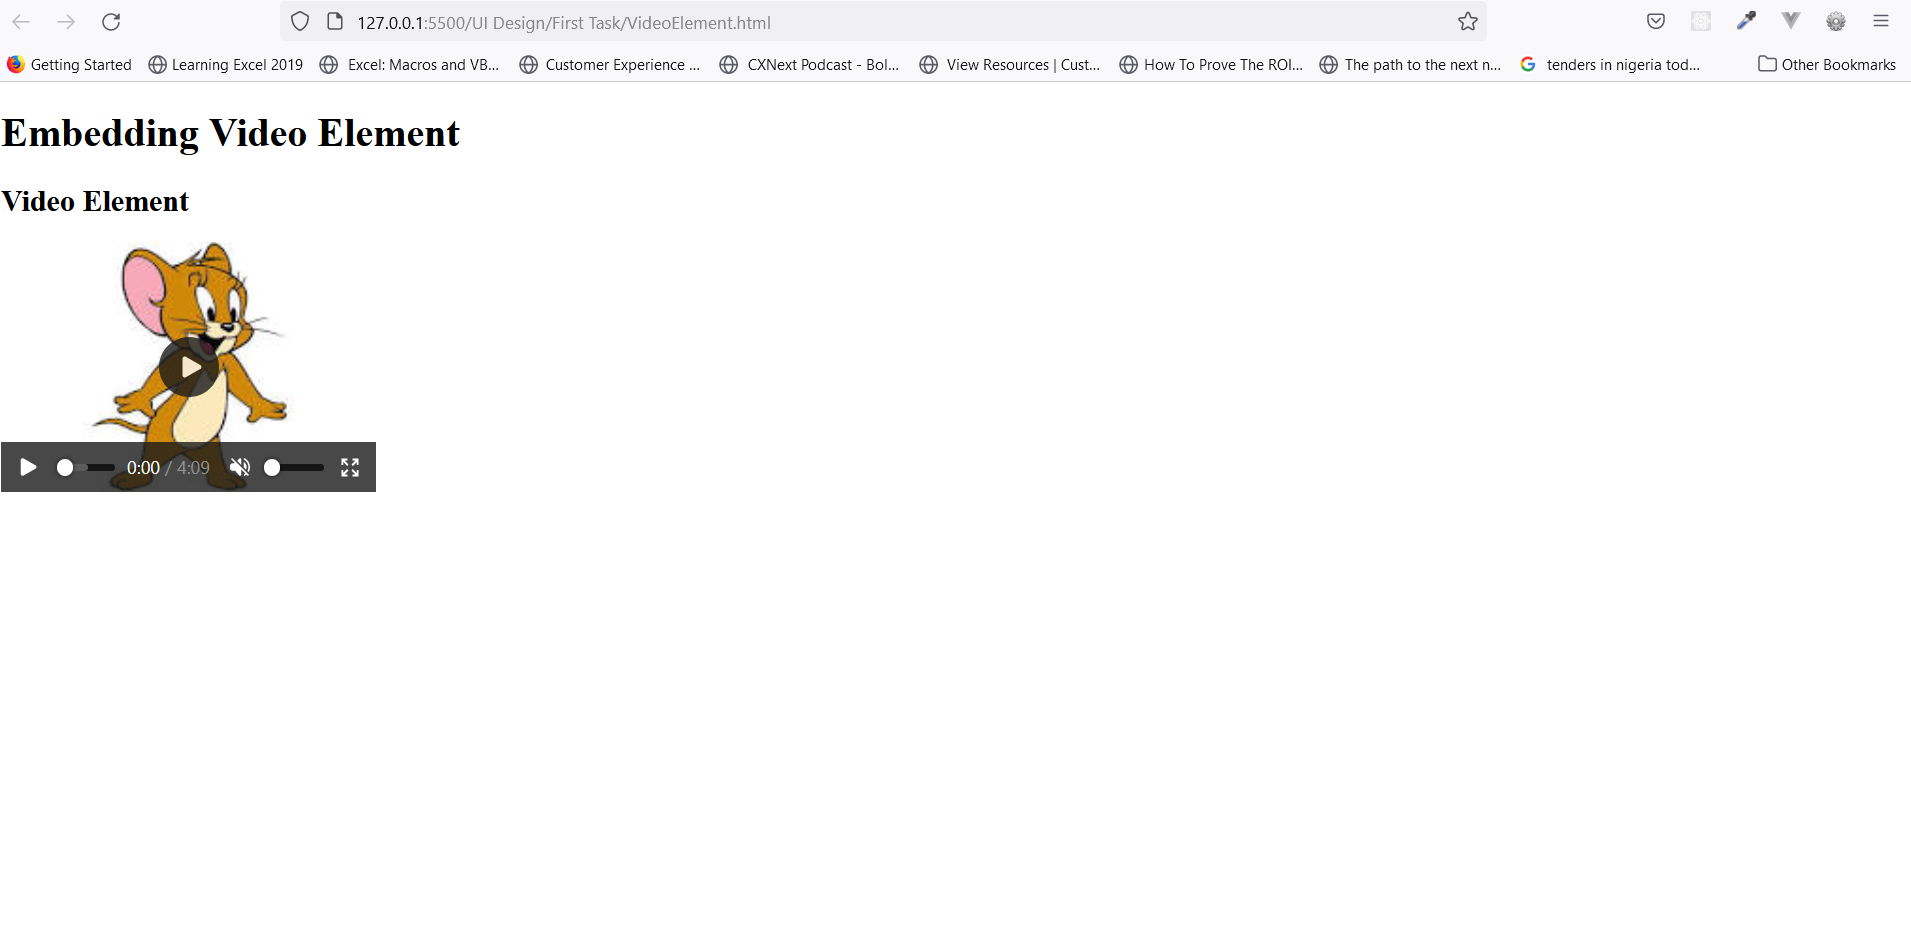 127.0.0.1:5500/UI Design/First Task/VideoElement.html
Getting Started Learning Excel 2019 Excel: Macros and VB... Customer Experience ... CXNext Podcast - Bol... View Resources | Cust... How To Prove The ROI... The path to the next n... tenders in nigeria tod... Other Bookmarks
Embedding Video Element
Video Element
0:00 / 4:09